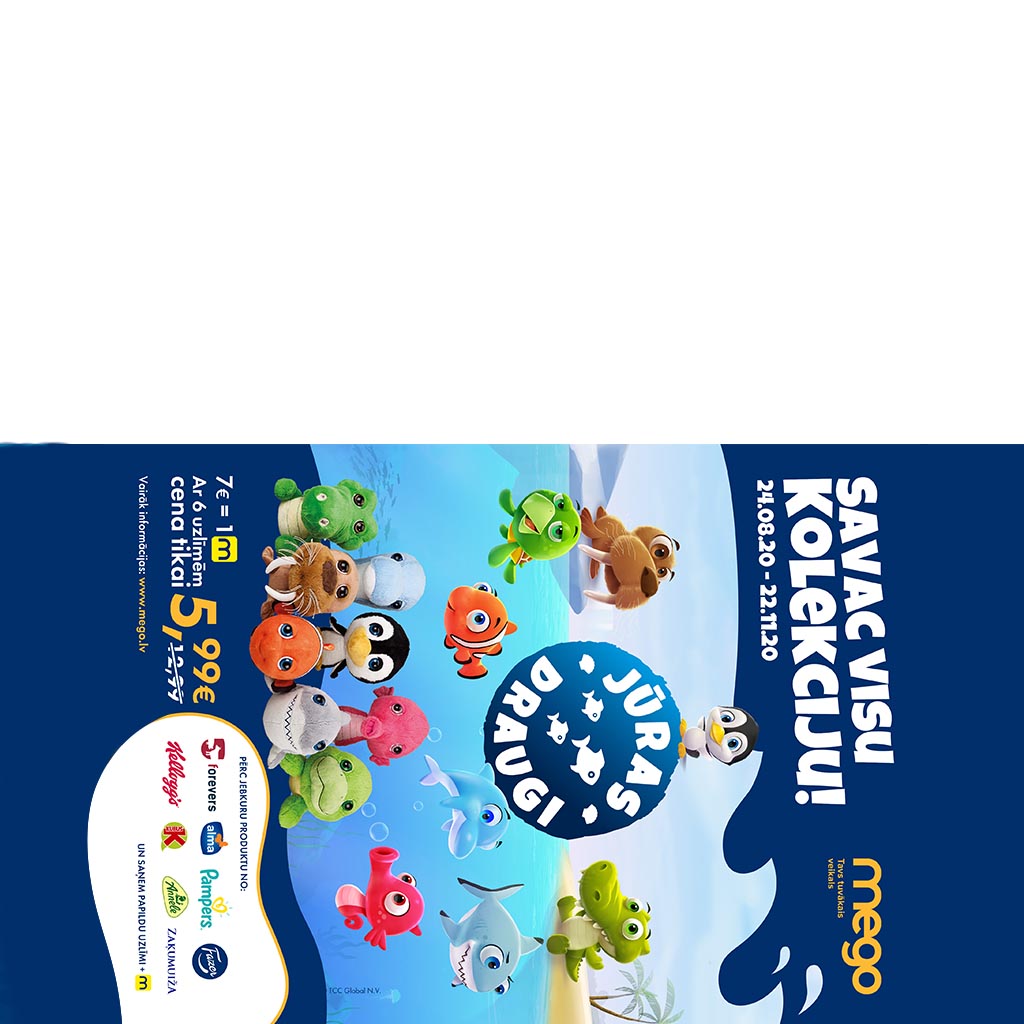 SAVĀC VISU
KOLEKCIJU!
24.08.20 - 22.11.20
mego
Tavs tuvākais
veikals
JŪRAS
DRAUGI
7€ = 1 m
Ar 6 uzlīmēm
cena tikai
5,99€
12,99
Vairāk informācijas: www.mego.lv
PĒRC JEBKURU PRODUKTU NO:
forevers
alma
Pampers
Fazer
Kellogg's
KUBUS
K
Annele
ZAĶUMUIŽA
UN SAŅEM PAPILDU UZLĪMI + m
TCC Global N.V.